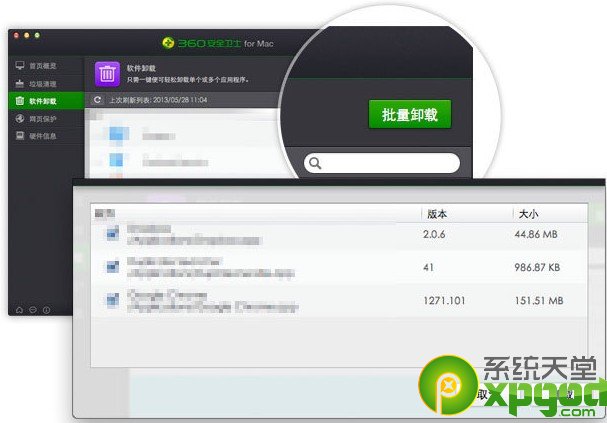 360安全卫士 for Mac
首页概览
垃圾清理
软件卸载
网页保护
硬件信息
软件卸载
只需一键便可轻松卸载单个或多个应用程序。
上次刷新列表: 2013/05/28 11:04
批量卸载
版本 大小
2.0.6 44.86 MB
41 986.87 KB
1271.101 151.51 MB
取
系统天堂
xpgod.com